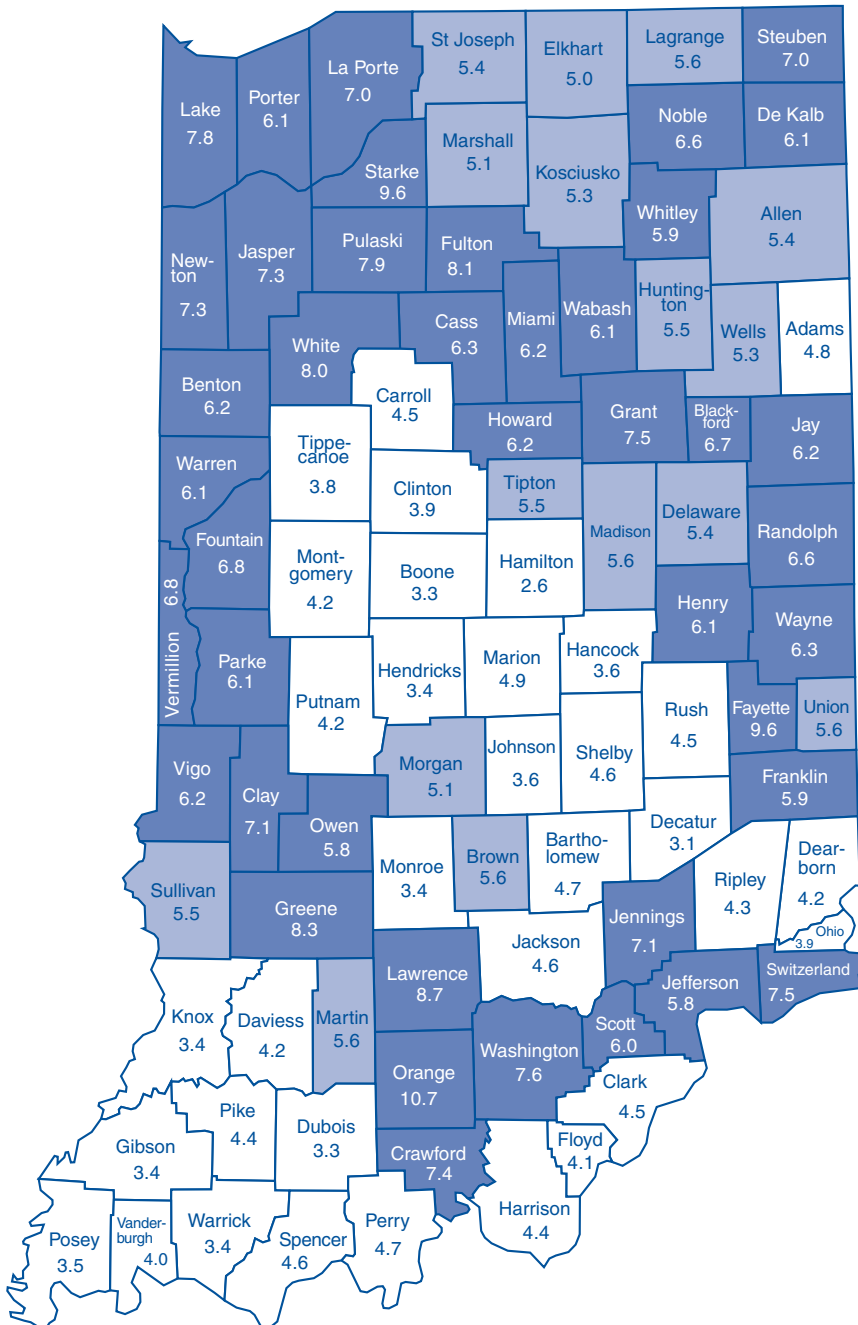 St Joseph
5.4
Elkhart
5.0
Lagrange
5.6
Steuben
7.0
La Porte
7.0
Porter
6.1
Lake
7.8
Noble
6.6
De Kalb
6.1
Marshall
5.1
Starke
9.6
Kosciusko
5.3
Whitley
5.9
Allen
5.4
New-
ton
7.3
Jasper
7.3
Pulaski
7.9
Fulton
8.1
Miami
6.2
Wabash
6.1
Hunting-
ton
5.5
Wells
5.3
Adams
4.8
White
8.0
Cass
6.3
Benton
6.2
Carroll
4.5
Howard
6.2
Grant
7.5
Black-
ford
6.7
Jay
6.2
Warren
6.1
Tippe-
canoe
3.8
Clinton
3.9
Tipton
5.5
Madison
5.6
Delaware
5.4
Randolph
6.6
Fountain
6.8
Vermillion
6.8
Mont-
gomery
4.2
Boone
3.3
Hamilton
2.6
Henry
6.1
Wayne
6.3
Parke
6.1
Putnam
4.2
Hendricks
3.4
Marion
4.9
Hancock
3.6
Rush
4.5
Fayette
9.6
Union
5.6
Vigo
6.2
Clay
7.1
Owen
5.8
Morgan
5.1
Johnson
3.6
Shelby
4.6
Franklin
5.9
Decatur
3.1
Sullivan
5.5
Greene
8.3
Monroe
3.4
Brown
5.6
Bartho-
lomew
4.7
Jennings
7.1
Ripley
4.3
Dear-
born
4.2
Ohio
3.9
Switzerland
7.5
Jackson
4.6
Lawrence
8.7
Jefferson
5.8
Knox
3.4
Daviess
4.2
Martin
5.6
Orange
10.7
Washington
7.6
Scott
6.0
Clark
4.5
Gibson
3.4
Pike
4.4
Dubois
3.3
Crawford
7.4
Floyd
4.1
Harrison
4.4
Posey
3.5
Vander-
burgh
4.0
Warrick
3.4
Spencer
4.6
Perry
4.7